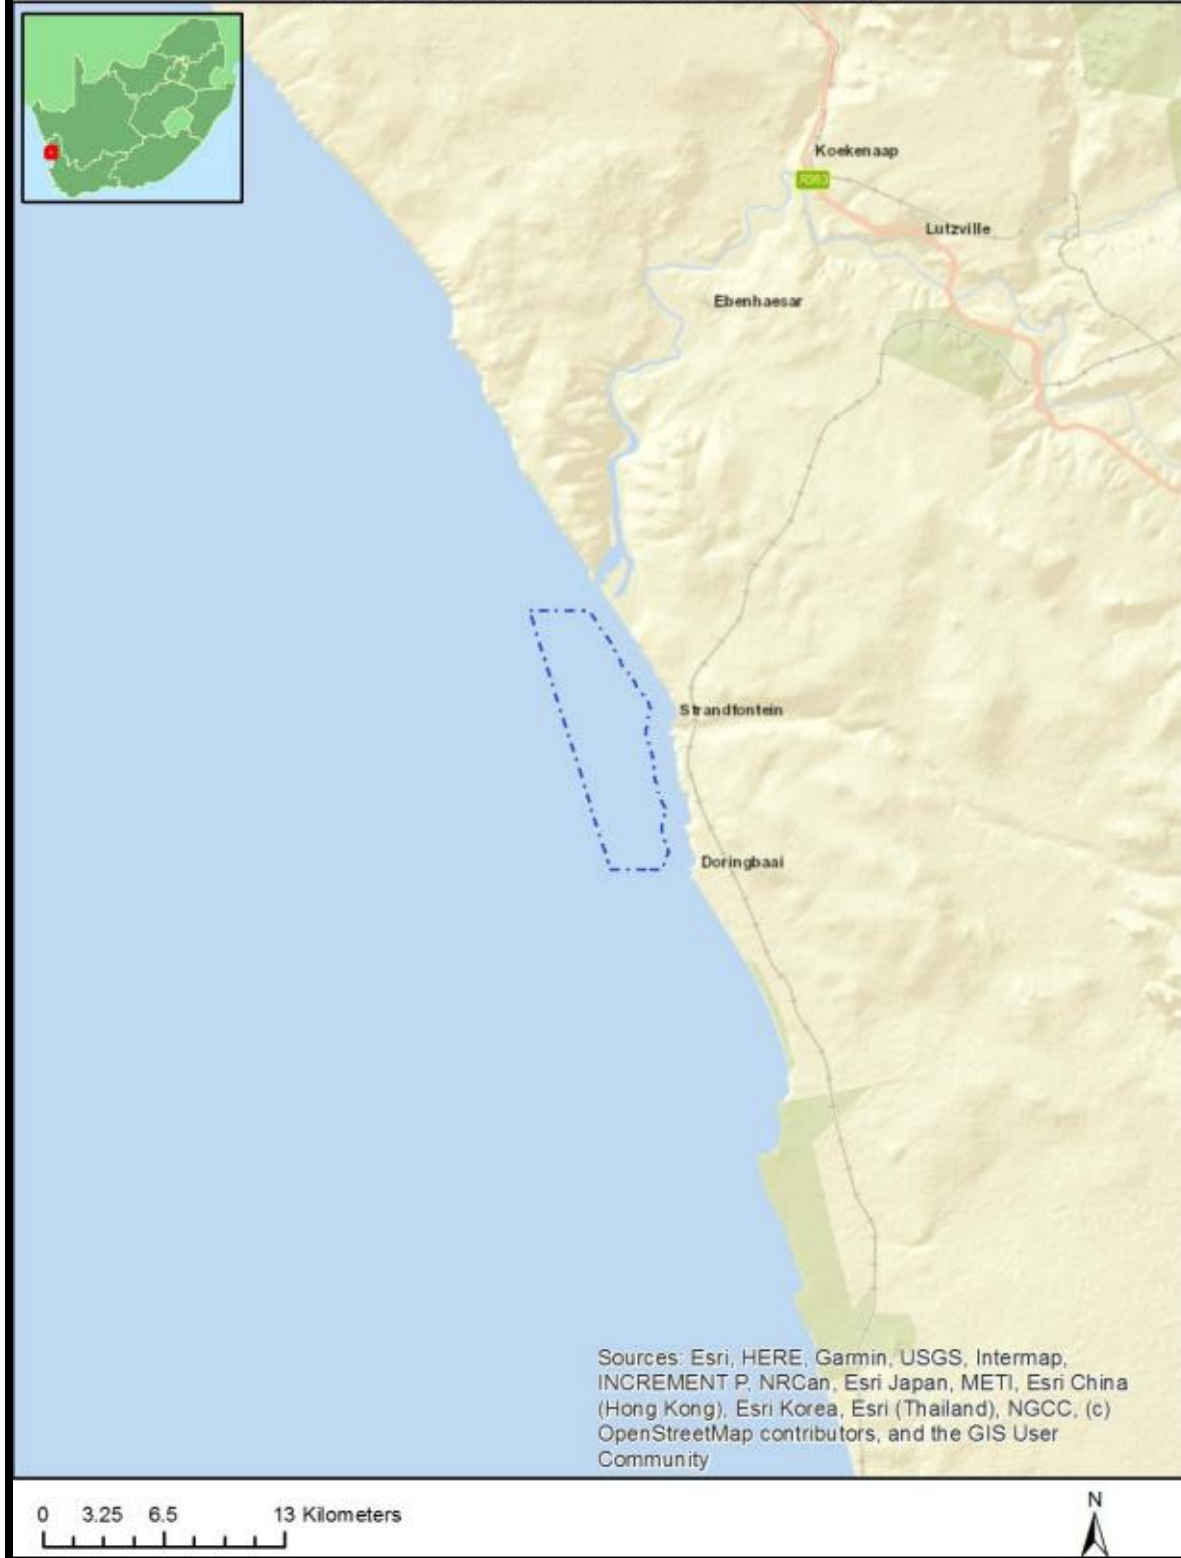 Koekenaap
R363
Lutzville
Ebenhaesar
Strandfontein
Doringbaai
Sources: Esri, HERE, Garmin, USGS, Intermap,
INCREMENT P, NRCan, Esri Japan, METI, Esri China
(Hong Kong), Esri Korea, Esri (Thailand), NGCC, (c)
OpenStreetMap contributors, and the GIS User
Community
0 3.25 6.5 13 Kilometers
N